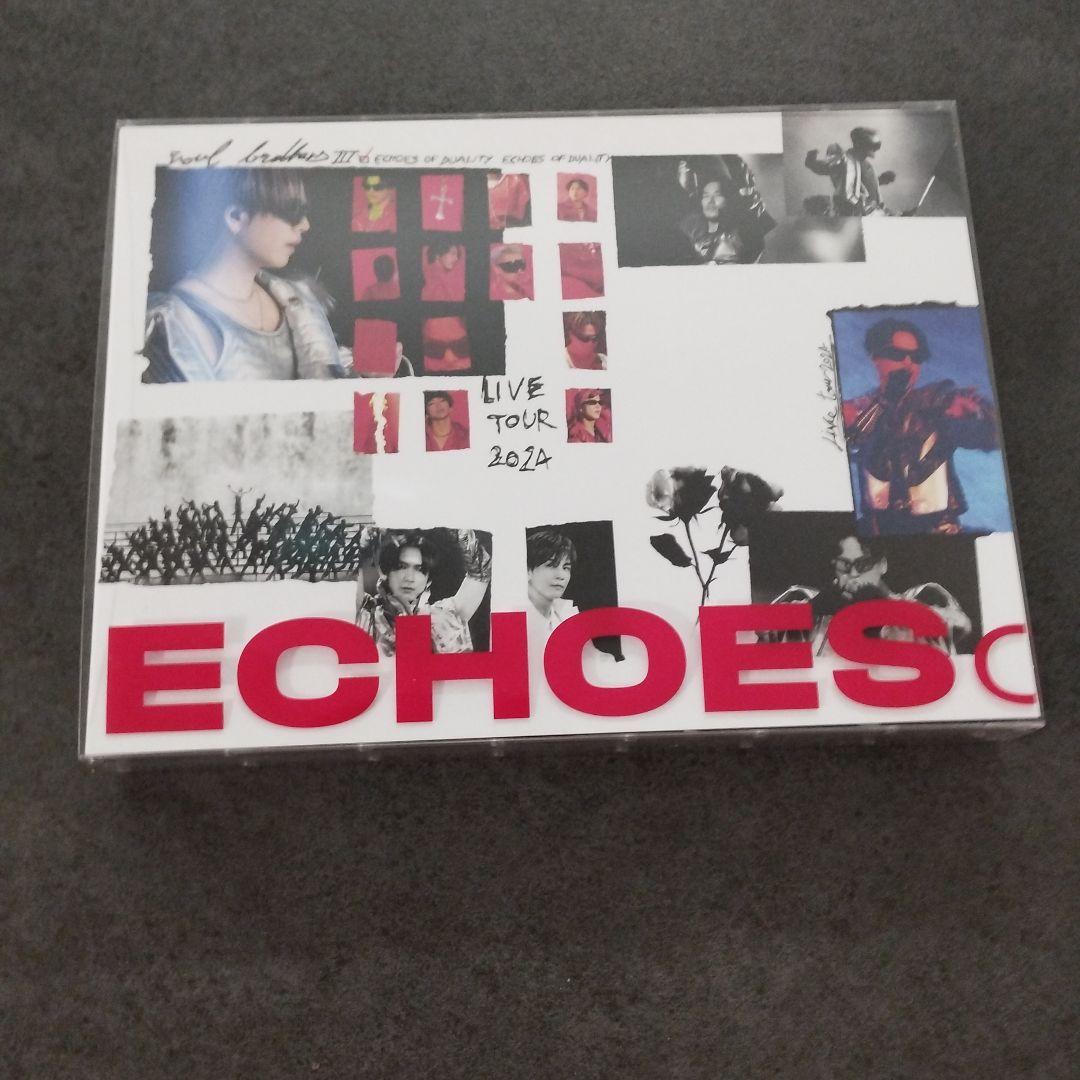 soul brothers III ECHOES OF DUALITY ECHOES OF DUALITY
LIVE
TOUR
2024
Live tour 2024
ECHOES